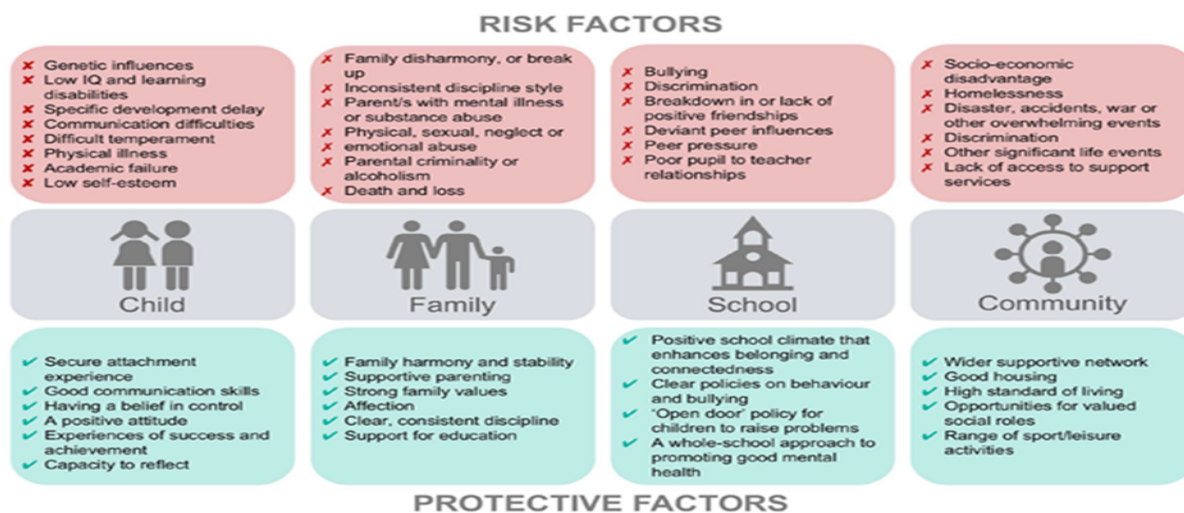 RISK FACTORS
✗ Genetic influences
✗ Low IQ and learning
disabilities
✗ Specific development delay
✗ Communication difficulties
✗ Difficult temperament
✗ Physical illness
✗ Academic failure
✗ Low self-esteem
✗ Family disharmony, or break
up
✗ Inconsistent discipline style
✗ Parent/s with mental illness
or substance abuse
✗ Physical, sexual, neglect or
✗ emotional abuse
✗ Parental criminality or
alcoholism
✗ Death and loss
✗ Bullying
✗ Discrimination
✗ Breakdown in or lack of
positive friendships
✗ Deviant peer influences
✗ Peer pressure
✗ Poor pupil to teacher
relationships
✗ Socio-economic
disadvantage
✗ Homelessness
✗ Disaster, accidents, war or
other overwhelming events
✗ Discrimination
✗ Other significant life events
✗ Lack of access to support
services
Child
Family
School
Community
✔ Secure attachment
experience
✔ Good communication skills
✔ Having a belief in control
✔ A positive attitude
✔ Experiences of success and
achievement
✔ Capacity to reflect
✔ Family harmony and stability
✔ Supportive parenting
✔ Strong family values
✔ Affection
✔ Clear, consistent discipline
✔ Support for education
✔ Positive school climate that
enhances belonging and
connectedness
✔ Clear policies on behaviour
and bullying
✔ ‘Open door’ policy for
children to raise problems
✔ A whole-school approach to
promoting good mental
health
✔ Wider supportive network
✔ Good housing
✔ High standard of living
✔ Opportunities for valued
social roles
✔ Range of sport/leisure
activities
PROTECTIVE FACTORS